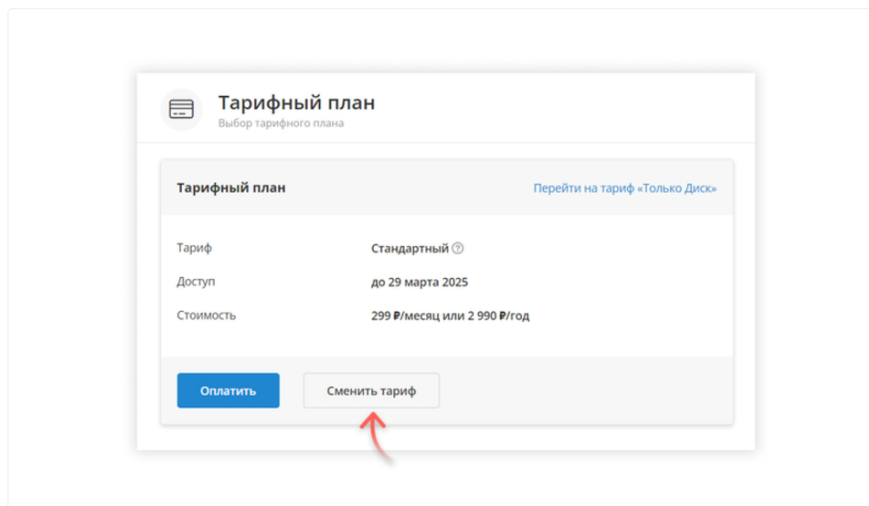 Тарифный план
Выбор тарифного плана
Тарифный план
Перейти на тариф «Только Диск»
Тариф
Стандартный ?
Доступ
до 29 марта 2025
Стоимость
299 ₽/месяц или 2 990 ₽/год
Оплатить
Сменить тариф